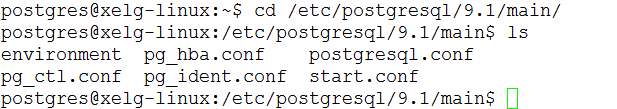 postgres@xelg-linux:~$ cd /etc/postgresql/9.1/main/
postgres@xelg-linux:/etc/postgresql/9.1/main$ ls
environment  pg_hba.conf    postgresql.conf
pg_ctl.conf  pg_ident.conf  start.conf
postgres@xelg-linux:/etc/postgresql/9.1/main$